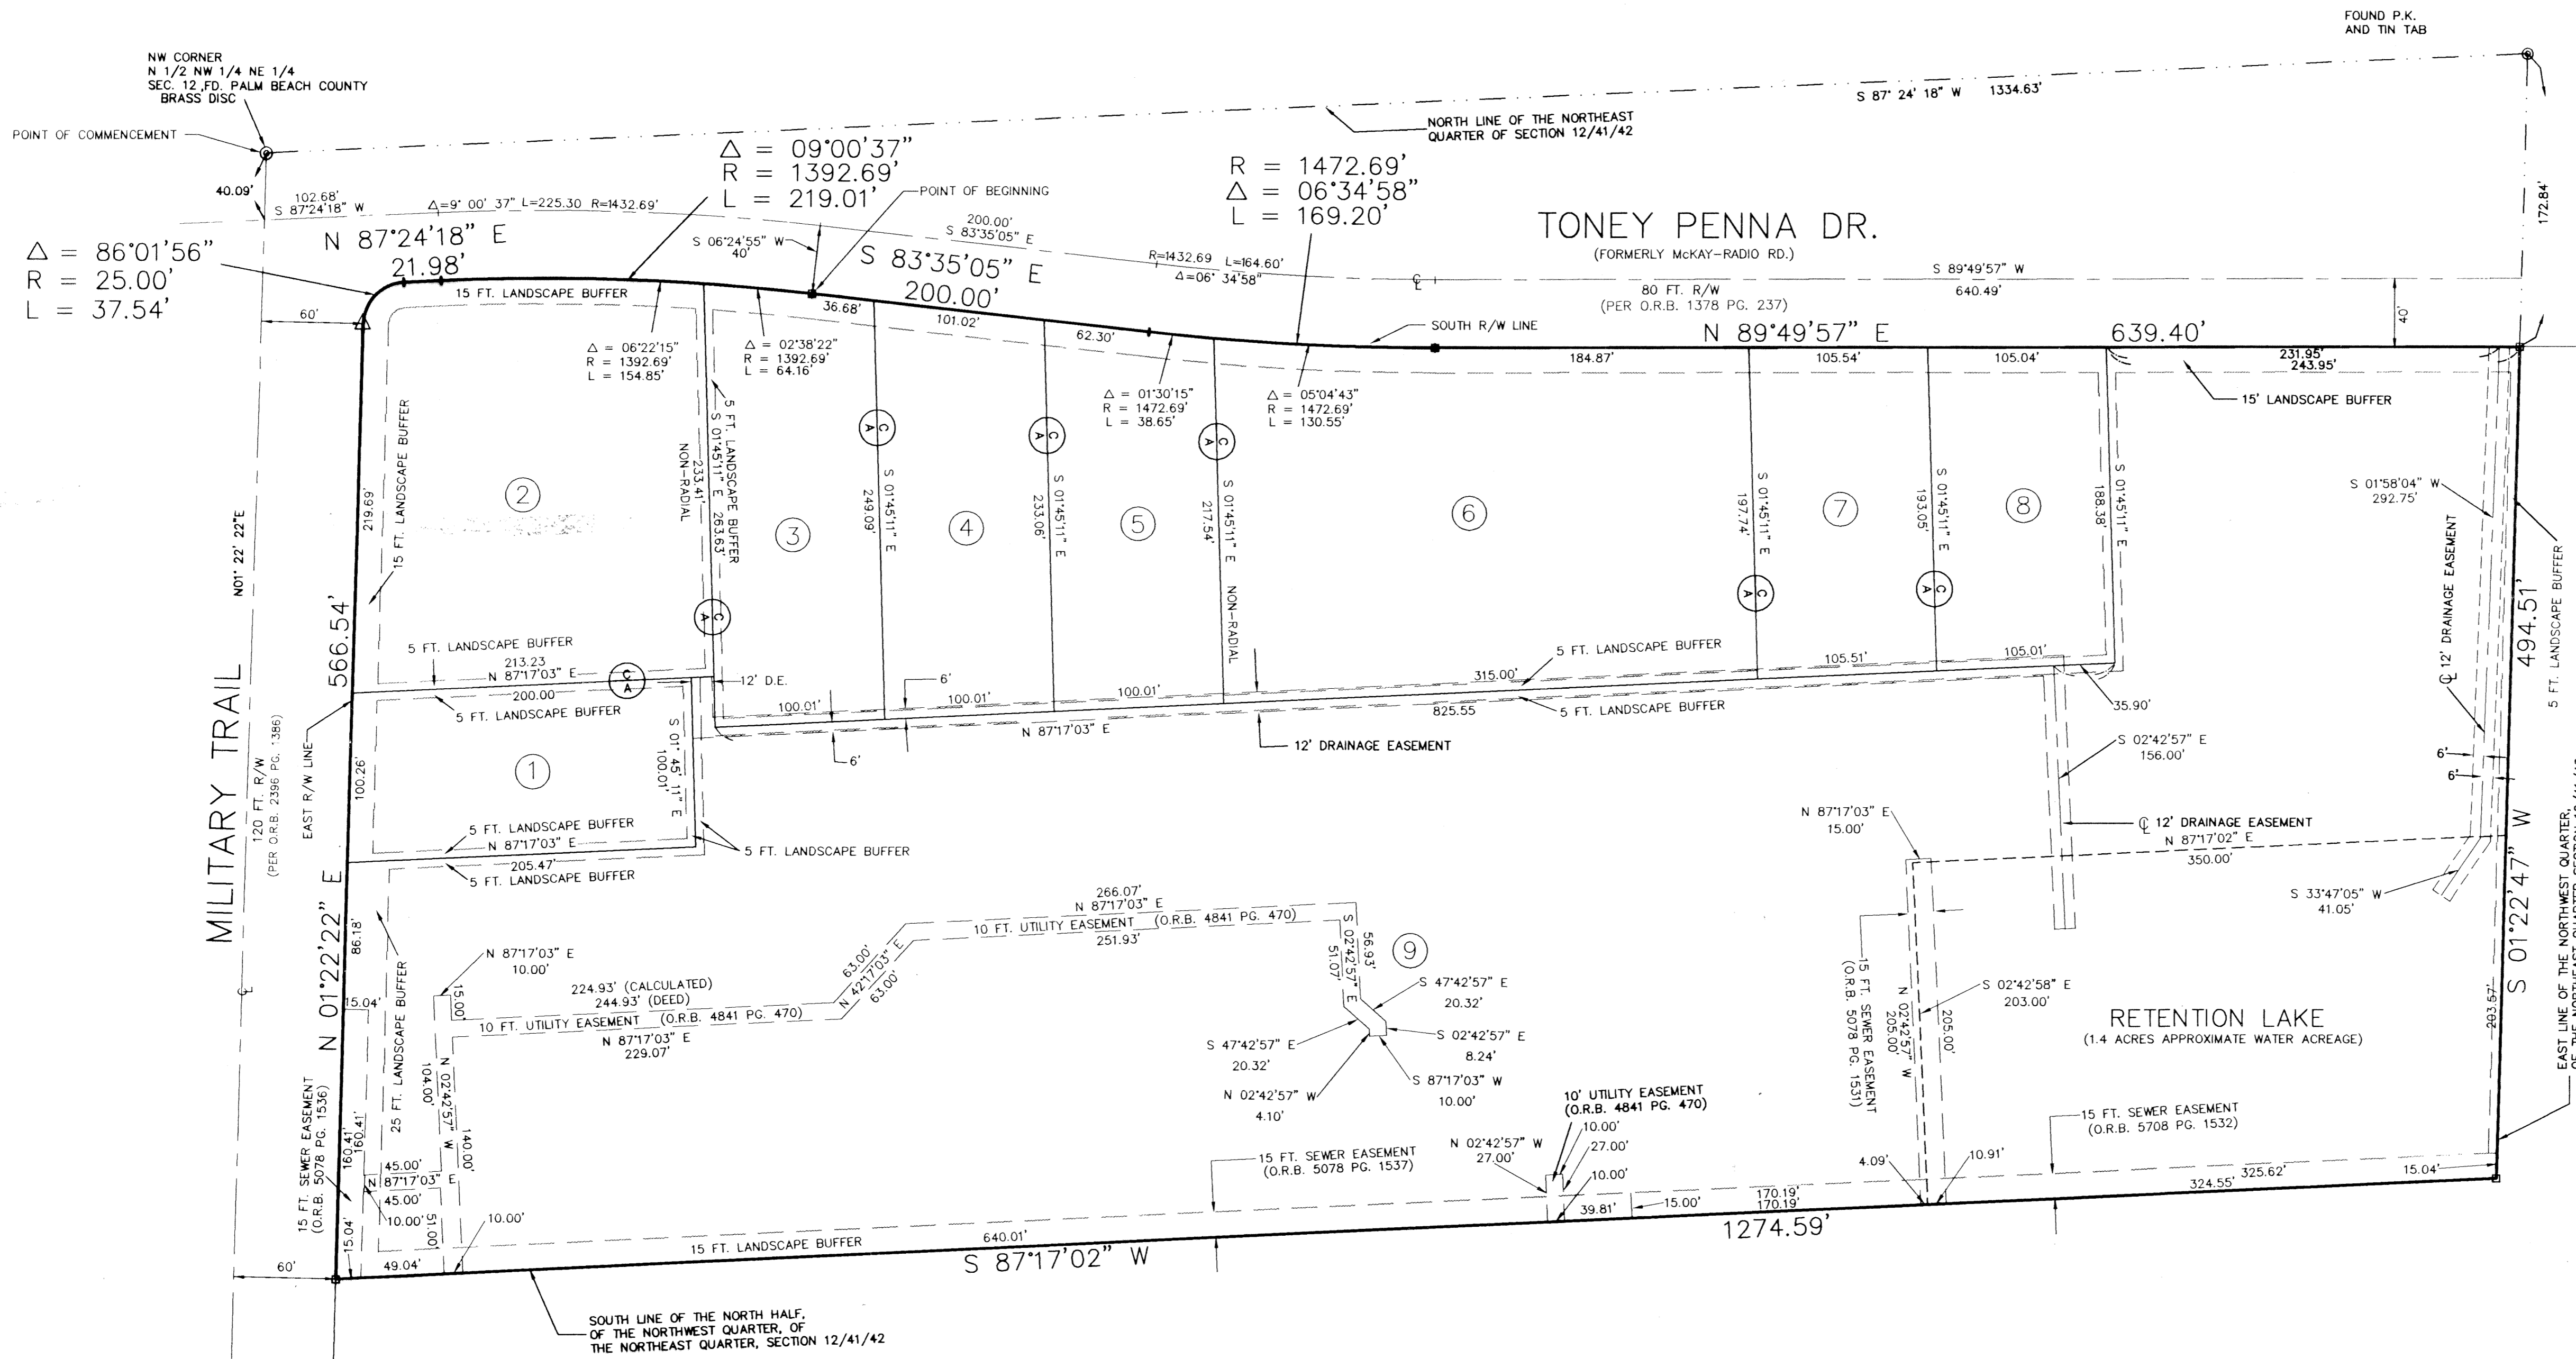 FOUND P.K.
AND TIN TAB
NW CORNER
N 1/2 NW 1/4 NE 1/4
SEC. 12 ,FD. PALM BEACH COUNTY
BRASS DISC
POINT OF COMMENCEMENT
S 87° 24' 18" W 1334.63'
NORTH LINE OF THE NORTHEAST
QUARTER OF SECTION 12/41/42
172.84'
40.09'
102.68'
S 87°24'18" W
Δ=9° 00' 37" L=225.30 R=1432.69'
Δ = 09°00'37"
R = 1392.69'
L = 219.01'
POINT OF BEGINNING
R = 1472.69'
Δ = 06°34'58"
L = 169.20'
200.00'
S 83°35'05" E
S 06°24'55" W
40'
TONEY PENNA DR.
(FORMERLY McKAY-RADIO RD.)
Δ = 86°01'56"
R = 25.00'
L = 37.54'
N 87°24'18" E
21.98'
S 83°35'05" E
200.00'
R=1432.69 L=164.60'
Δ=06° 34'58"
℄
S 89°49'57" W
640.49'
80 FT. R/W
(PER O.R.B. 1378 PG. 237)
40'
SOUTH R/W LINE
N 89°49'57" E
639.40'
60'
15 FT. LANDSCAPE BUFFER
36.68'
101.02'
62.30'
184.87'
105.54'
105.04'
231.95'
243.95'
15' LANDSCAPE BUFFER
Δ = 06°22'15"
R = 1392.69'
L = 154.85'
Δ = 02°38'22"
R = 1392.69'
L = 64.16'
Δ = 01°30'15"
R = 1472.69'
L = 38.65'
Δ = 05°04'43"
R = 1472.69'
L = 130.55'
219.69'
15 FT. LANDSCAPE BUFFER
2
233.41'
NON-RADIAL
5 FT. LANDSCAPE BUFFER
S 01°45'11" E 263.63'
C
A
3
C
A
S 01°45'11" E
249.09'
4
C
A
S 01°45'11" E
233.06'
5
C
A
S 01°45'11" E NON-RADIAL
217.54'
6
S 01°45'11" E
197.74'
C
A
7
S 01°45'11" E
193.05'
C
A
8
S 01°45'11" E
188.38'
S 01°58'04" W
292.75'
℄ 12' DRAINAGE EASEMENT
494.51'
5 FT. LANDSCAPE BUFFER
N01° 22' 22"E
566.54'
5 FT. LANDSCAPE BUFFER
213.23
N 87°17'03" E
C
A
200.00
5 FT. LANDSCAPE BUFFER
12' D.E.
6'
100.01'
100.01'
100.01'
315.00'
5 FT. LANDSCAPE BUFFER
105.51'
105.01'
825.55
5 FT. LANDSCAPE BUFFER
N 87°17'03" E
12' DRAINAGE EASEMENT
6'
35.90'
S 02°42'57" E
156.00'
6'
6'
MILITARY TRAIL
120 FT. R/W
(PER O.R.B. 2396 PG. 1386)
EAST R/W LINE
100.26'
1
S 01° 45' 11" E
100.01'
5 FT. LANDSCAPE BUFFER
N 87°17'03" E
205.47'
5 FT. LANDSCAPE BUFFER
5 FT. LANDSCAPE BUFFER
N 87°17'03" E
15.00'
℄ 12' DRAINAGE EASEMENT
N 87°17'02" E
350.00'
S 33°47'05" W
41.05'
S 01°22'47" W
EAST LINE OF THE NORTHWEST QUARTER,
N 01°22'22" E
86.18'
25 FT. LANDSCAPE BUFFER
℄
15.04'
N 87°17'03" E
10.00'
15.00'
224.93' (CALCULATED)
244.93' (DEED)
10 FT. UTILITY EASEMENT (O.R.B. 4841 PG. 470)
N 87°17'03" E
229.07'
63.00'
N 42°17'03" E
63.00'
266.07'
N 87°17'03" E
10 FT. UTILITY EASEMENT (O.R.B. 4841 PG. 470)
251.93'
56.93'
S 02°42'57" E
51.07'
9
S 47°42'57" E
20.32'
S 02°42'57" E
8.24'
S 87°17'03" W
10.00'
S 47°42'57" E
20.32'
N 02°42'57" W
4.10'
15 FT. SEWER EASEMENT
(O.R.B. 5078 PG. 1531)
N 02°42'57" W
205.00'
205.00'
S 02°42'58" E
203.00'
RETENTION LAKE
(1.4 ACRES APPROXIMATE WATER ACREAGE)
203.57'
N 02°42'57" W
104.00'
140.00'
15 FT. SEWER EASEMENT
(O.R.B. 5078 PG. 1536)
160.41'
160.41'
45.00'
N 87°17'03" E
45.00'
10.00'
51.00'
10.00'
15.04'
49.04'
60'
15 FT. LANDSCAPE BUFFER
640.01'
15 FT. SEWER EASEMENT
(O.R.B. 5078 PG. 1537)
10' UTILITY EASEMENT
(O.R.B. 4841 PG. 470)
10.00'
27.00'
N 02°42'57" W
27.00'
10.00'
39.81'
15.00'
170.19'
170.19'
4.09'
10.91'
15 FT. SEWER EASEMENT
(O.R.B. 5708 PG. 1532)
325.62'
324.55'
15.04'
S 87°17'02" W
1274.59'
SOUTH LINE OF THE NORTH HALF,
OF THE NORTHWEST QUARTER, OF
THE NORTHEAST QUARTER, SECTION 12/41/42